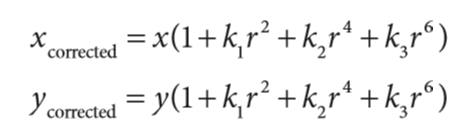 x_corrected = x(1+k₁r² +k₂r⁴ +k₃r⁶)
y_corrected = y(1+k₁r² +k₂r⁴ +k₃r⁶)